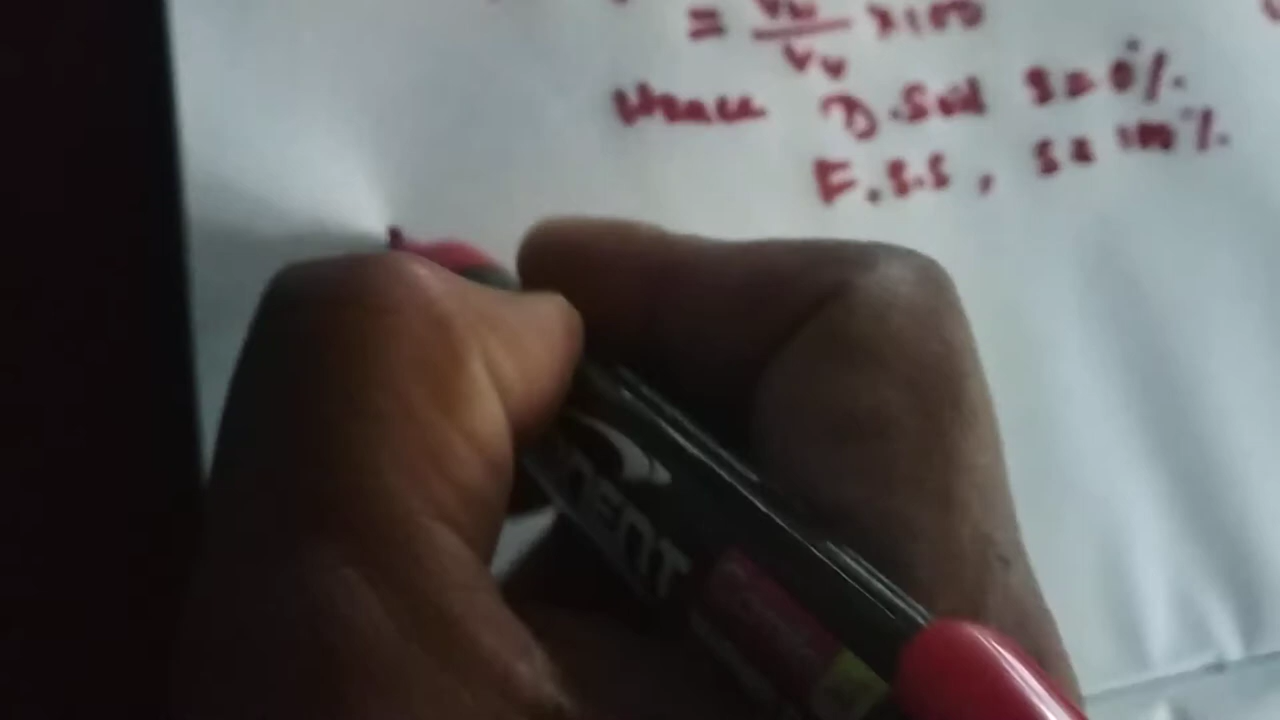 = Vw/Vv ×100
Hence D.Soil S=0%.
F.S.S, S=100%.